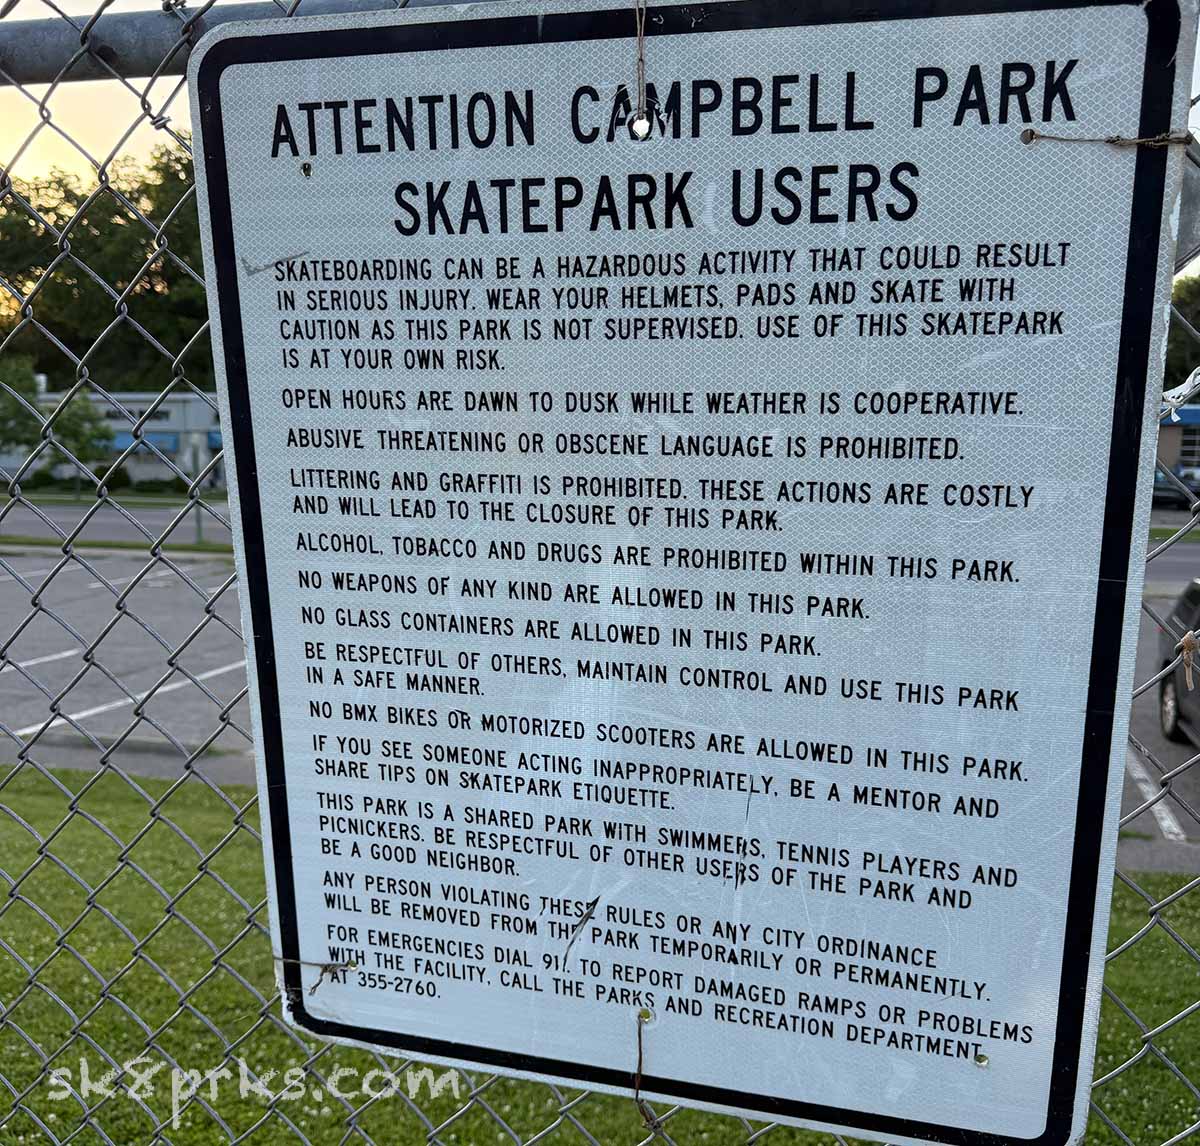 ATTENTION CAMPBELL PARK
SKATEPARK USERS
SKATEBOARDING CAN BE A HAZARDOUS ACTIVITY THAT COULD RESULT
IN SERIOUS INJURY. WEAR YOUR HELMETS, PADS AND SKATE WITH
CAUTION AS THIS PARK IS NOT SUPERVISED. USE OF THIS SKATEPARK
IS AT YOUR OWN RISK.
OPEN HOURS ARE DAWN TO DUSK WHILE WEATHER IS COOPERATIVE.
ABUSIVE THREATENING OR OBSCENE LANGUAGE IS PROHIBITED.
LITTERING AND GRAFFITI IS PROHIBITED. THESE ACTIONS ARE COSTLY
AND WILL LEAD TO THE CLOSURE OF THIS PARK.
ALCOHOL, TOBACCO AND DRUGS ARE PROHIBITED WITHIN THIS PARK.
NO WEAPONS OF ANY KIND ARE ALLOWED IN THIS PARK.
NO GLASS CONTAINERS ARE ALLOWED IN THIS PARK.
BE RESPECTFUL OF OTHERS, MAINTAIN CONTROL AND USE THIS PARK
IN A SAFE MANNER.
NO BMX BIKES OR MOTORIZED SCOOTERS ARE ALLOWED IN THIS PARK.
IF YOU SEE SOMEONE ACTING INAPPROPRIATELY, BE A MENTOR AND
SHARE TIPS ON SKATEPARK ETIQUETTE.
THIS PARK IS A SHARED PARK WITH SWIMMERS, TENNIS PLAYERS AND
PICNICKERS. BE RESPECTFUL OF OTHER USERS OF THE PARK AND
BE A GOOD NEIGHBOR.
ANY PERSON VIOLATING THESE RULES OR ANY CITY ORDINANCE
WILL BE REMOVED FROM THE PARK TEMPORARILY OR PERMANENTLY.
FOR EMERGENCIES DIAL 911. TO REPORT DAMAGED RAMPS OR PROBLEMS
WITH THE FACILITY, CALL THE PARKS AND RECREATION DEPARTMENT
AT 355-2760.
sk8prks.com